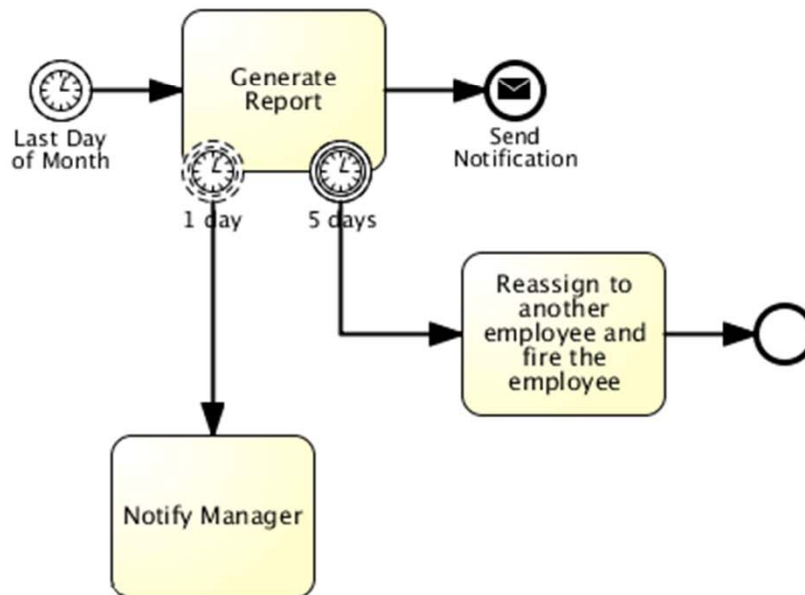 Generate
Report
Last Day
of Month
Send
Notification
1 day
5 days
Reassign to
another
employee and
fire the
employee
Notify Manager